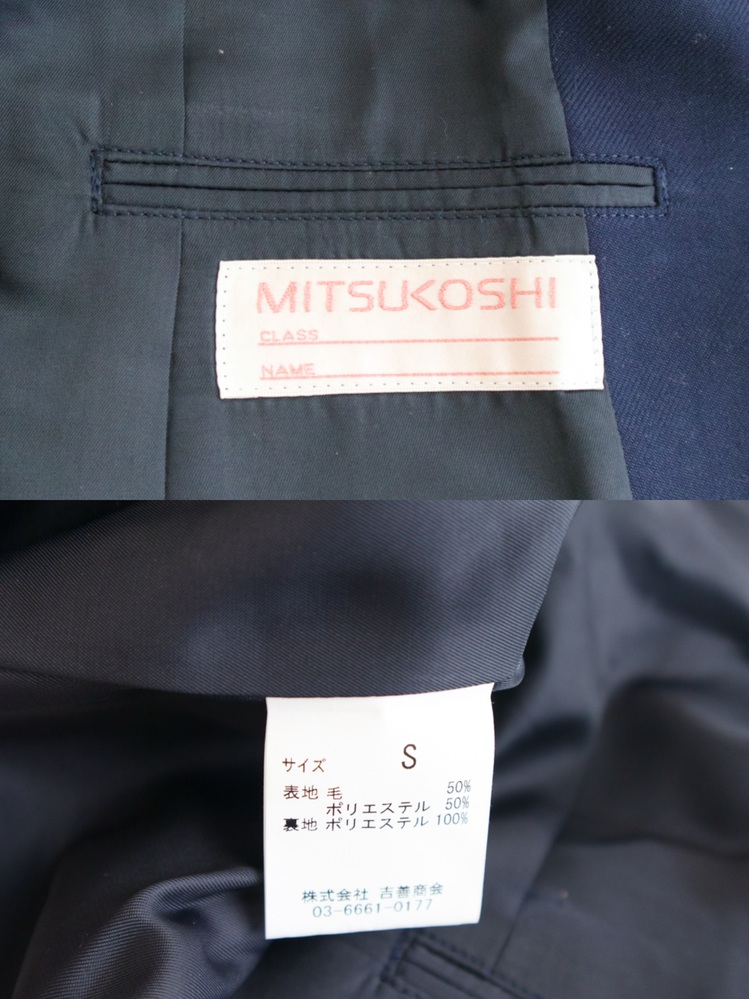 MITSUKOSHI
CLASS
NAME
サイズ S
表地 毛 50%
ポリエステル 50%
裏地 ポリエステル 100%
株式会社 吉善商会
03-6661-0177